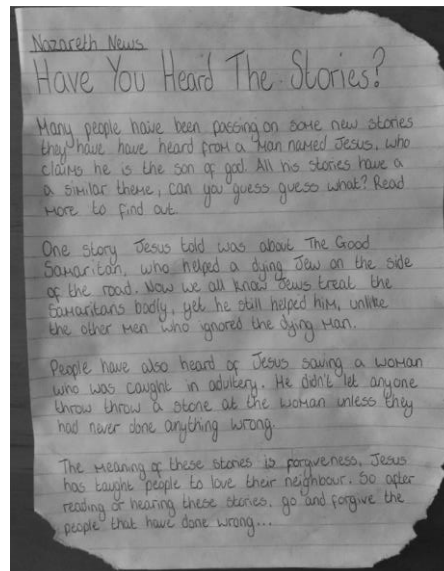 Nazareth News
Have You Heard The Stories?
Many people have been passing on some new stories
they have have heard from a man named Jesus, who
claims he is the son of god. All his stories have a
a similar theme, can you guess guess what? Read
more to find out.
One story Jesus told was about The Good
Samaritan, who helped a dying Jew on the side
of the road. Now we all know Jews treat the
Samaritans badly, yet he still helped him, unlike
the other men who ignored the dying man.
People have also heard of Jesus saving a woman
who was caught in adultery. He didn't let anyone
throw throw a stone at the woman unless they
had never done anything wrong.
The meaning of these stories is forgiveness. Jesus
has taught people to love their neighbour. So after
reading or hearing these stories, go and forgive the
people that have done wrong...